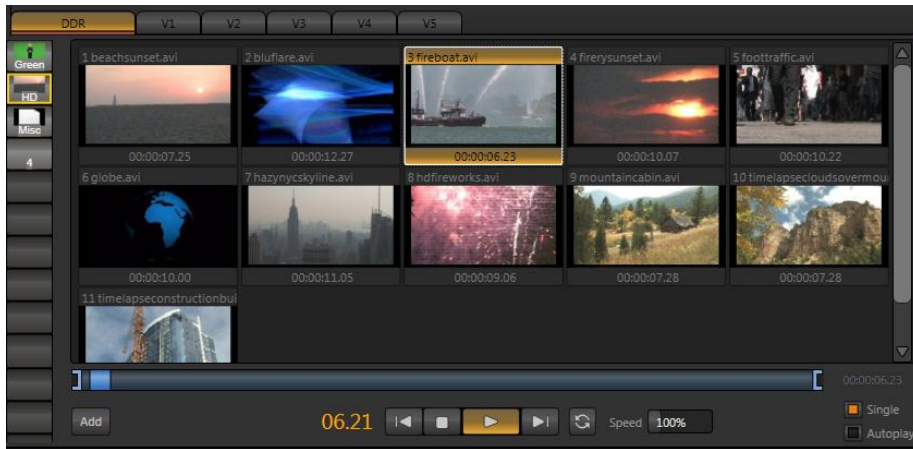 DDR V1 V2 V3 V4 V5
Green
HD
Misc
4
1 beachsunset.avi 2 bluflare.avi 3 fireboat.avi 4 firerysunset.avi 5 foottraffic.avi
00:00:07.25 00:00:12.27 00:00:06.23 00:00:10.07 00:00:10.22
6 globe.avi 7 hazynycskyline.avi 8 hdfireworks.avi 9 mountaincabin.avi 10 timelapsecloudsovermou
00:00:10.00 00:00:11.05 00:00:09.06 00:00:07.28 00:00:07.28
11 timelapseconstructionbui
00:00:06.23
Add 06.21 Speed 100% Single
Autoplay